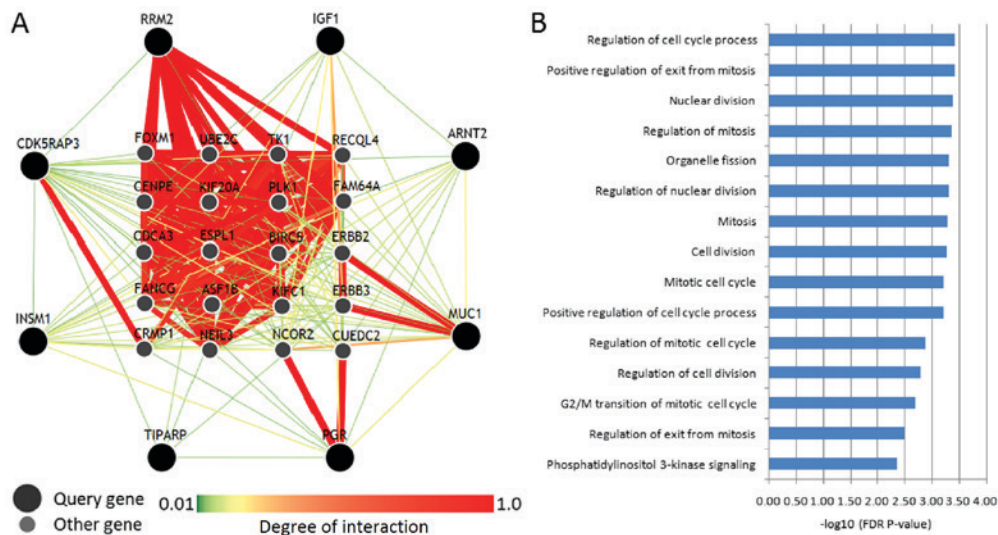 A
RRM2
IGF1
CDK5RAP3
ARNT2
FOXM1
UBE2C
TK1
RECQL4
CENPE
KIF20A
PLK1
FAM64A
CDCA3
ESPL1
BIRC5
ERBB2
FANCG
ASF1B
KIFC1
ERBB3
INSM1
MUC1
CRMP1
NEIL3
NCOR2
CUEDC2
TIPARP
PGR
Query gene
Other gene
0.01
1.0
Degree of interaction
B
Regulation of cell cycle process
Positive regulation of exit from mitosis
Nuclear division
Regulation of mitosis
Organelle fission
Regulation of nuclear division
Mitosis
Cell division
Mitotic cell cycle
Positive regulation of cell cycle process
Regulation of mitotic cell cycle
Regulation of cell division
G2/M transition of mitotic cell cycle
Regulation of exit from mitosis
Phosphatidylinositol 3-kinase signaling
0.00 0.50 1.00 1.50 2.00 2.50 3.00 3.50 4.00
-log10 (FDR P-value)